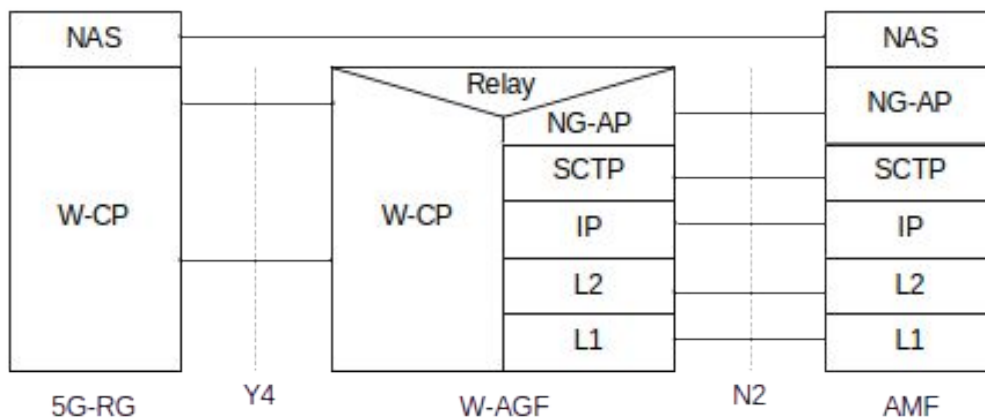 NAS
NAS
Relay
NG-AP
NG-AP
SCTP
SCTP
W-CP
W-CP
IP
IP
L2
L2
L1
L1
5G-RG
Y4
W-AGF
N2
AMF